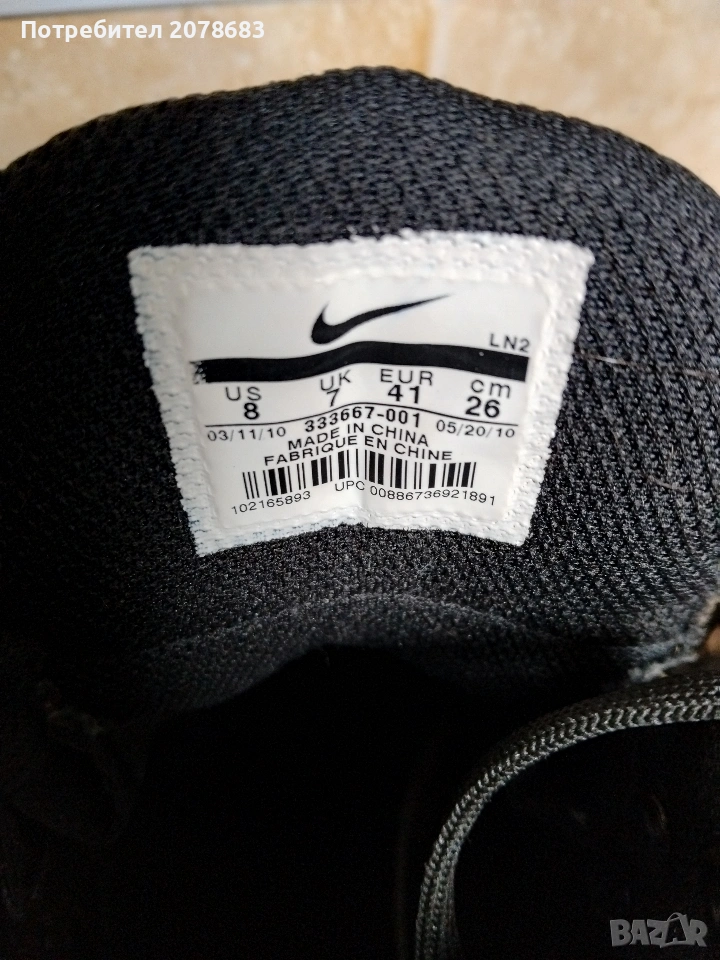 Потребител 2078683
LN2
US UK EUR cm
8 7 41 26
03/11/10 333667-001 05/20/10
MADE IN CHINA
FABRIQUE EN CHINE
102165893 UPC 00886736921891
BAZAR